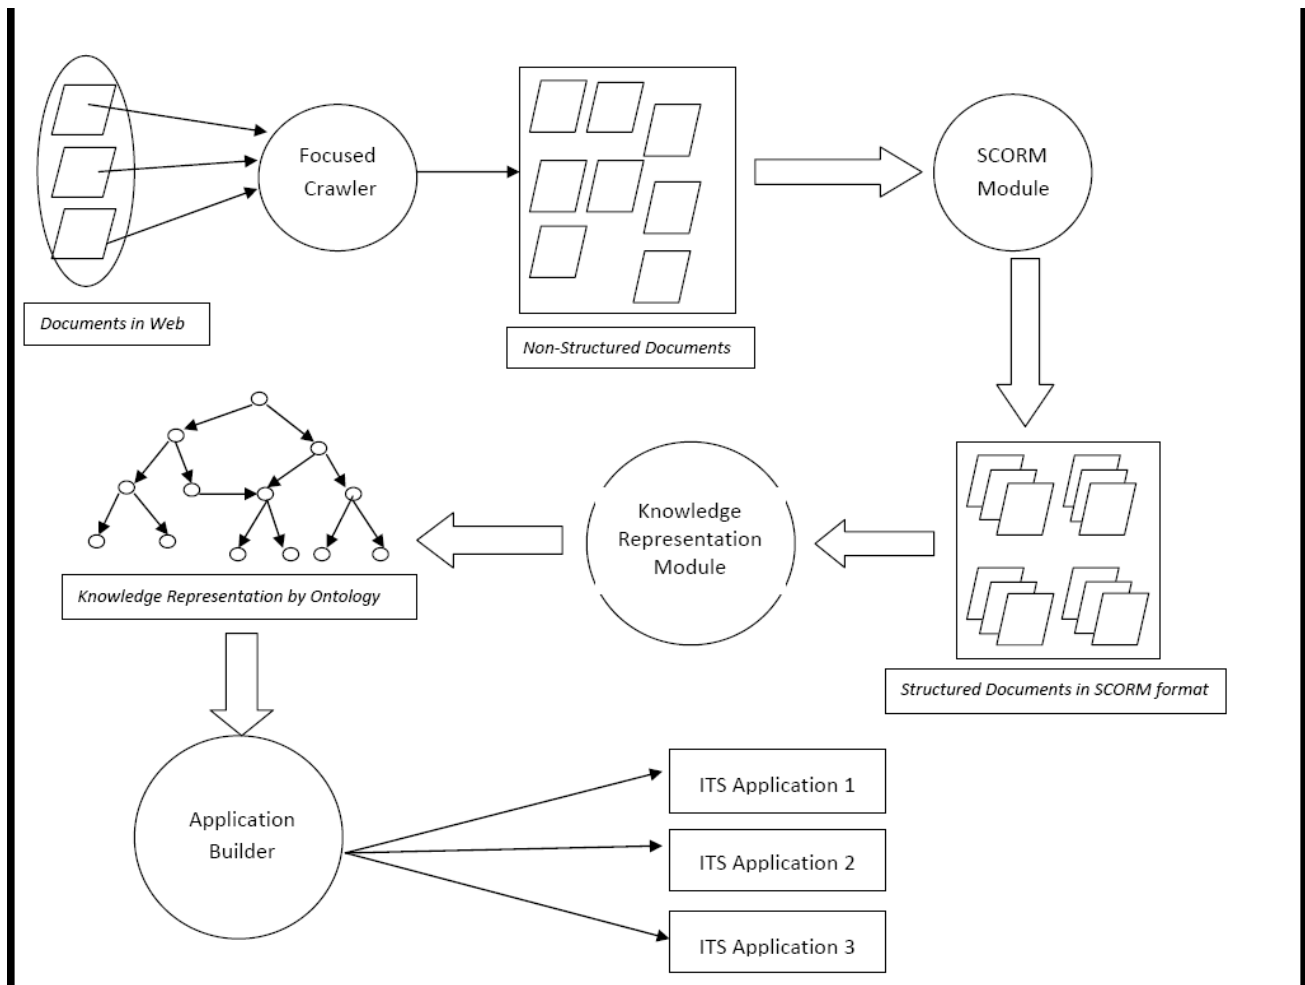 Focused
Crawler
SCORM
Module
Documents in Web
Non-Structured Documents
Knowledge
Representation
Module
Knowledge Representation by Ontology
Structured Documents in SCORM format
Application
Builder
ITS Application 1
ITS Application 2
ITS Application 3